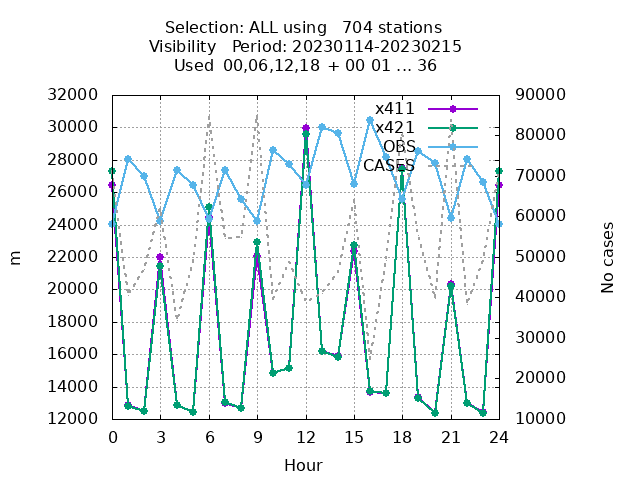 Selection: ALL using   704 stations
Visibility   Period: 20230114-20230215
Used  00,06,12,18 + 00 01 ... 36
32000
30000
28000
26000
24000
22000
20000
18000
16000
14000
12000
90000
80000
70000
60000
50000
40000
30000
20000
10000
x411
x421
OBS
CASES
m
No cases
0 3 6 9 12 15 18 21 24
Hour